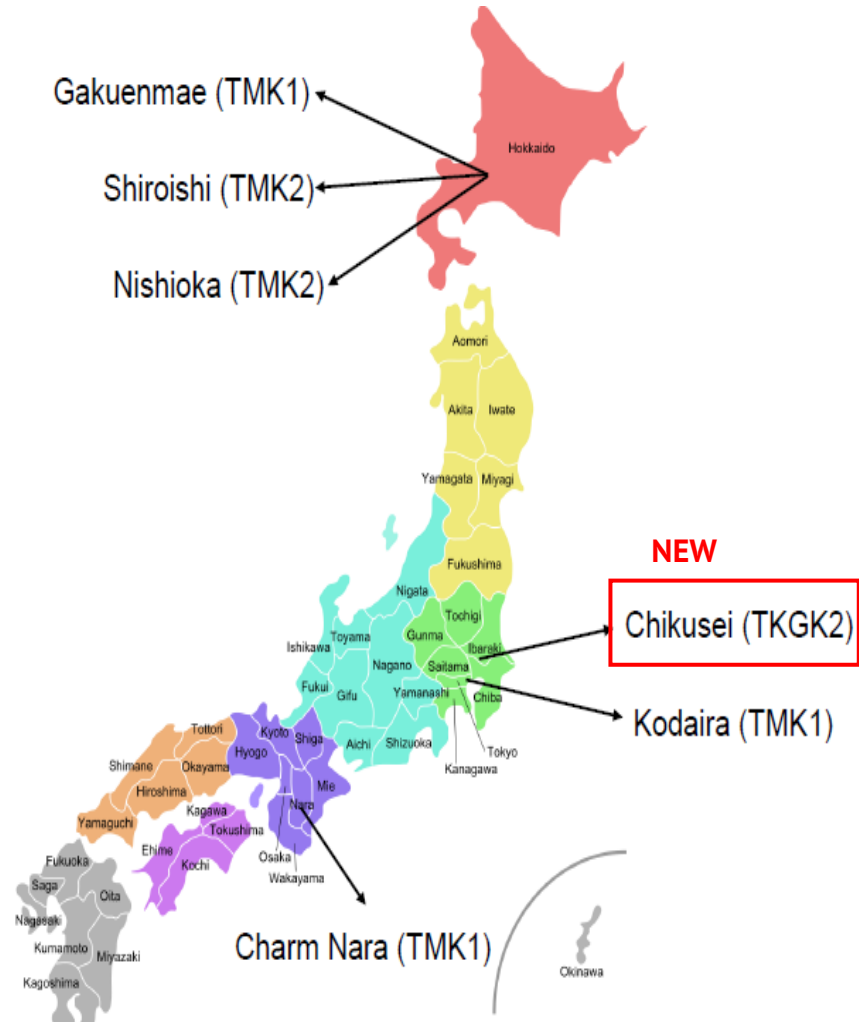 Gakuenmae (TMK1)
Hokkaido
Shiroishi (TMK2)
Nishioka (TMK2)
Aomori
Akita
Iwate
Yamagata
Miyagi
NEW
Fukushima
Nigata
Tochigi
Chikusei (TKGK2)
Gunma
Ibaraki
Toyama
Ishikawa
Nagano
Saitama
Fukui
Gifu
Yamanashi
Chiba
Kodaira (TMK1)
Tottori
Kyoto
Shiga
Hyogo
Aichi
Shizuoka
Tokyo
Kanagawa
Shimane
Okayama
Hiroshima
Mie
Nara
Kagawa
Yamaguchi
Tokushima
Ehime
Kochi
Osaka
Wakayama
Fukuoka
Saga
Oita
Nagasaki
Kumamoto
Miyazaki
Charm Nara (TMK1)
Kagoshima
Okinawa